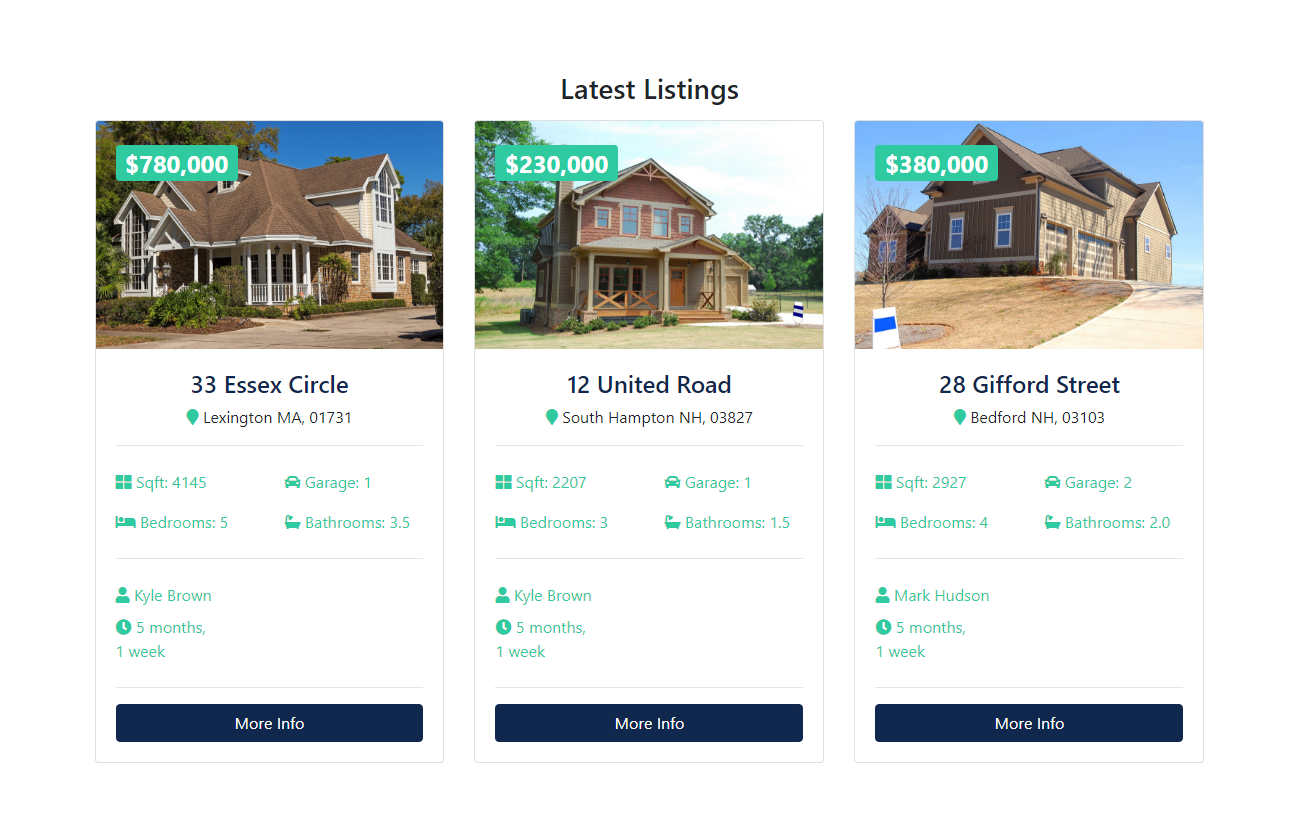 Latest Listings
$780,000
33 Essex Circle
Lexington MA, 01731
Sqft: 4145
Garage: 1
Bedrooms: 5
Bathrooms: 3.5
Kyle Brown
5 months,
1 week
More Info
$230,000
12 United Road
South Hampton NH, 03827
Sqft: 2207
Garage: 1
Bedrooms: 3
Bathrooms: 1.5
Kyle Brown
5 months,
1 week
More Info
$380,000
28 Gifford Street
Bedford NH, 03103
Sqft: 2927
Garage: 2
Bedrooms: 4
Bathrooms: 2.0
Mark Hudson
5 months,
1 week
More Info